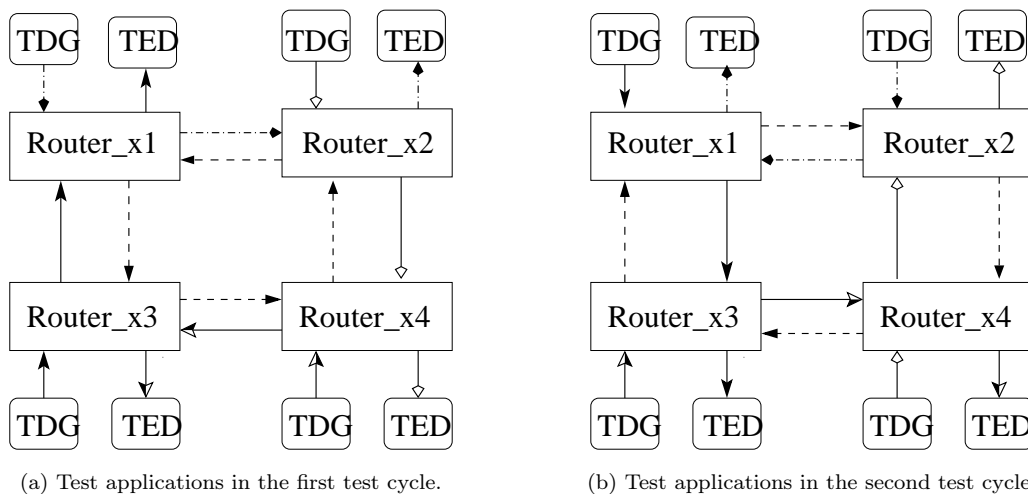 TDG TED TDG TED
Router_x1 Router_x2
Router_x3 Router_x4
TDG TED TDG TED
(a) Test applications in the first test cycle.
TDG TED TDG TED
Router_x1 Router_x2
Router_x3 Router_x4
TDG TED TDG TED
(b) Test applications in the second test cycle